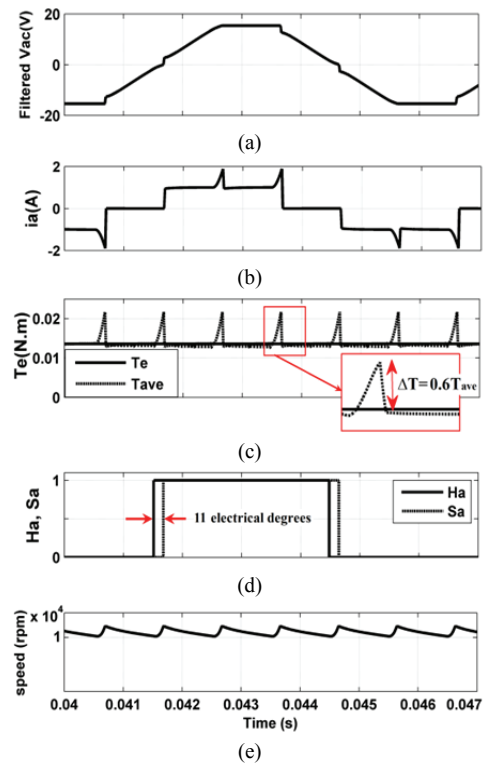 Filtered Vac(V)
20
0
-20
(a)
ia(A)
2
0
-2
(b)
Te(N.m)
0.02
0.01
0
Te
Tave
ΔT=0.6Tave
(c)
Ha, Sa
1
0
11 electrical degrees
Ha
Sa
(d)
speed (rpm)
x 10⁴
1
0.04 0.041 0.042 0.043 0.044 0.045 0.046 0.047
Time (s)
(e)